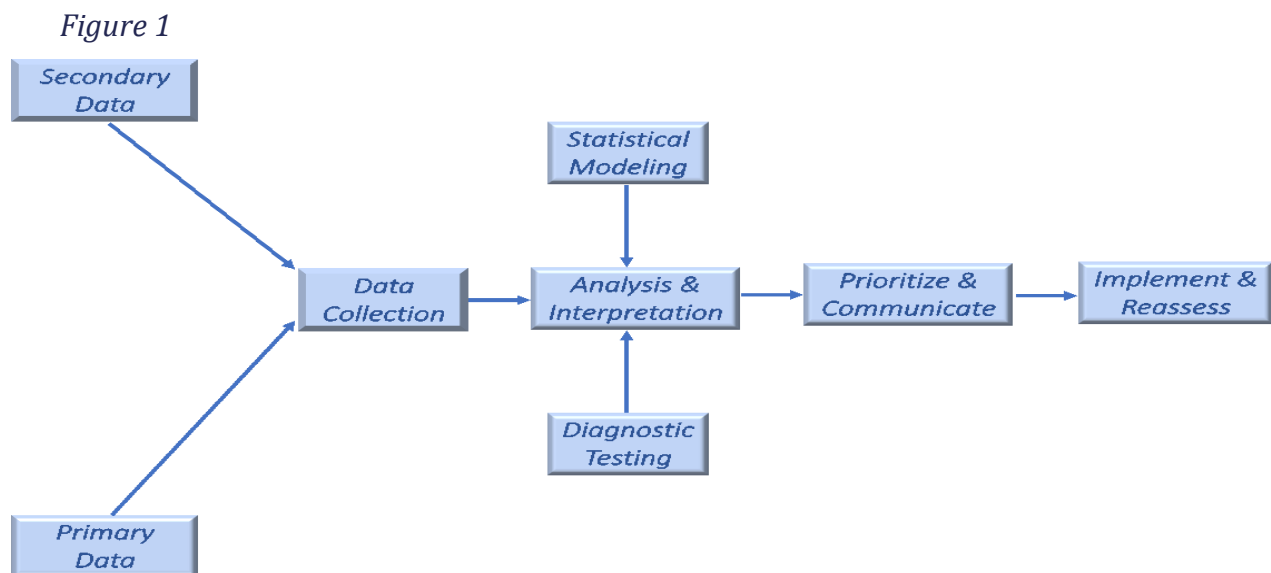 Figure 1
Secondary
Data
Statistical
Modeling
Data
Collection
Analysis &
Interpretation
Prioritize &
Communicate
Implement &
Reassess
Diagnostic
Testing
Primary
Data